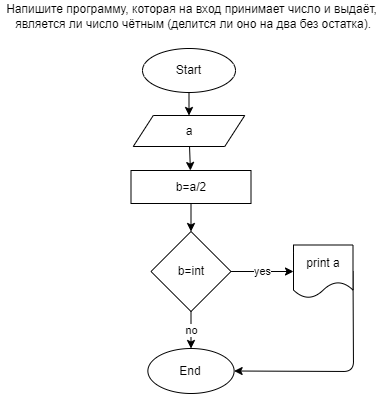 Напишите программу, которая на вход принимает число и выдаёт,
является ли число чётным (делится ли оно на два без остатка).
Start
a
b=a/2
b=int
yes
print a
no
End